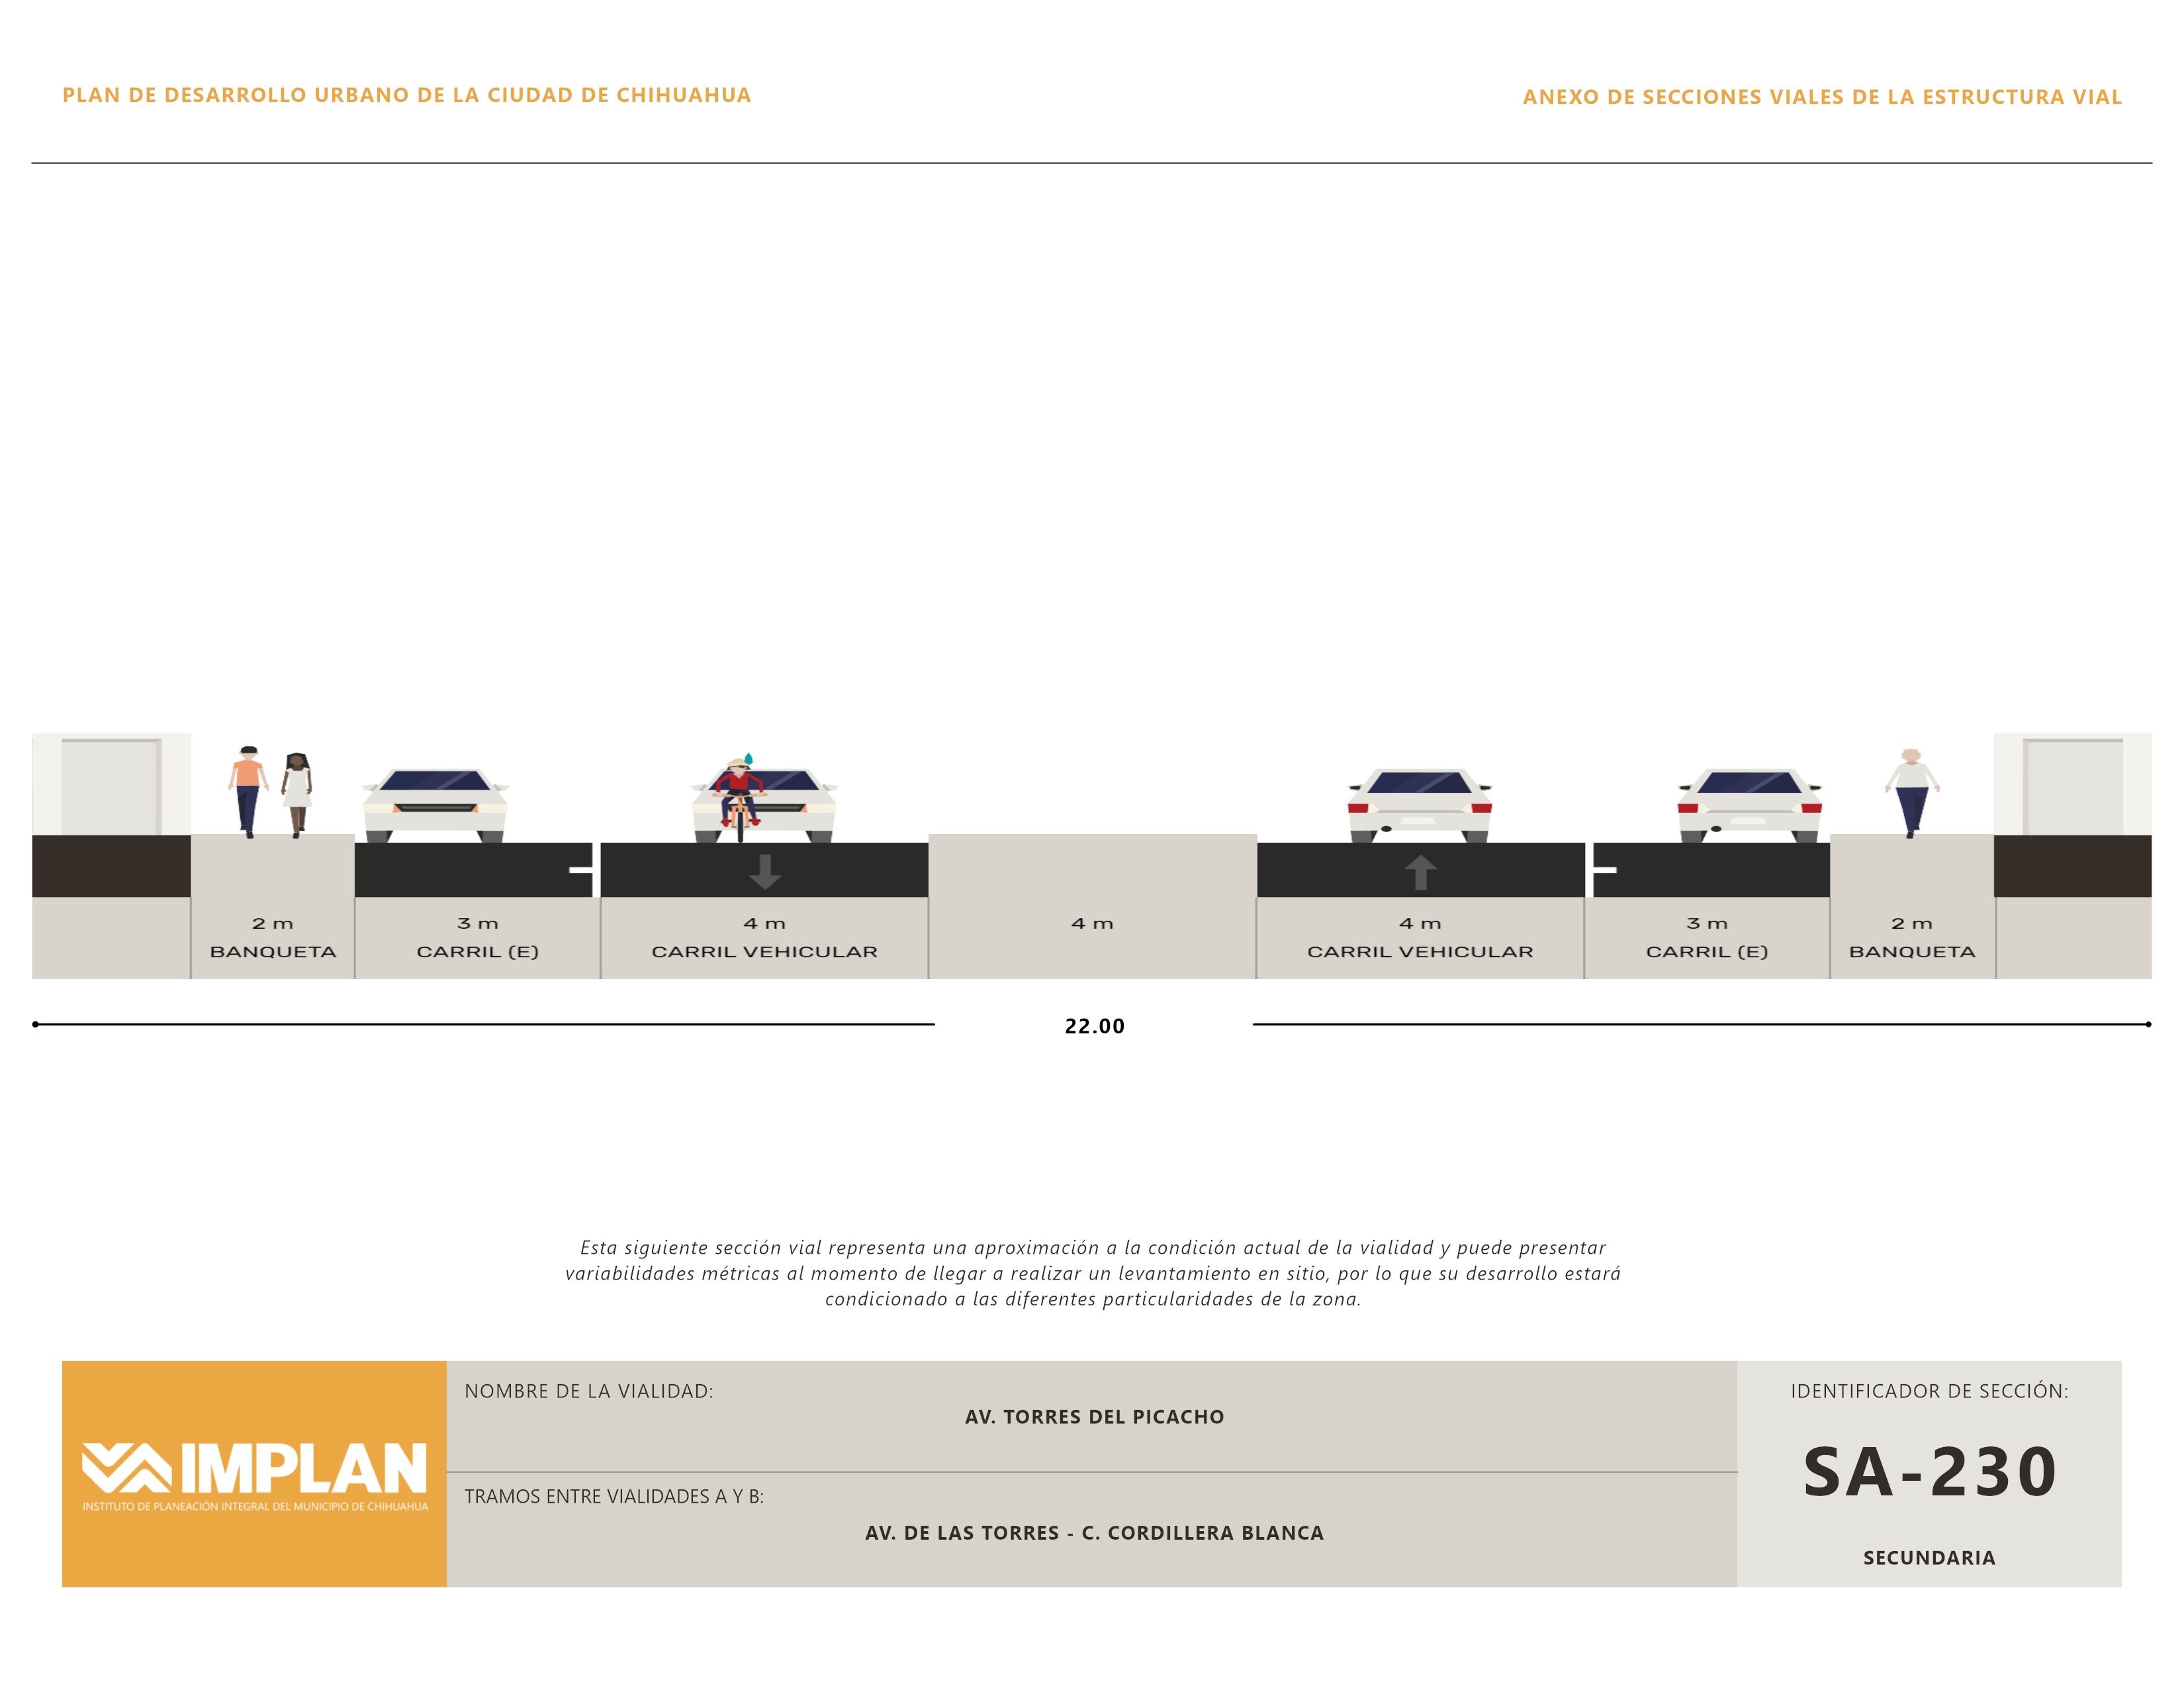 PLAN DE DESARROLLO URBANO DE LA CIUDAD DE CHIHUAHUA
ANEXO DE SECCIONES VIALES DE LA ESTRUCTURA VIAL
2 m
BANQUETA
3 m
CARRIL (E)
4 m
CARRIL VEHICULAR
4 m
4 m
CARRIL VEHICULAR
3 m
CARRIL (E)
2 m
BANQUETA
22.00
Esta siguiente sección vial representa una aproximación a la condición actual de la vialidad y puede presentar
variabilidades métricas al momento de llegar a realizar un levantamiento en sitio, por lo que su desarrollo estará
condicionado a las diferentes particularidades de la zona.
IMPLAN
INSTITUTO DE PLANEACIÓN INTEGRAL DEL MUNICIPIO DE CHIHUAHUA
NOMBRE DE LA VIALIDAD:
AV. TORRES DEL PICACHO
TRAMOS ENTRE VIALIDADES A Y B:
AV. DE LAS TORRES - C. CORDILLERA BLANCA
IDENTIFICADOR DE SECCIÓN:
SA-230
SECUNDARIA